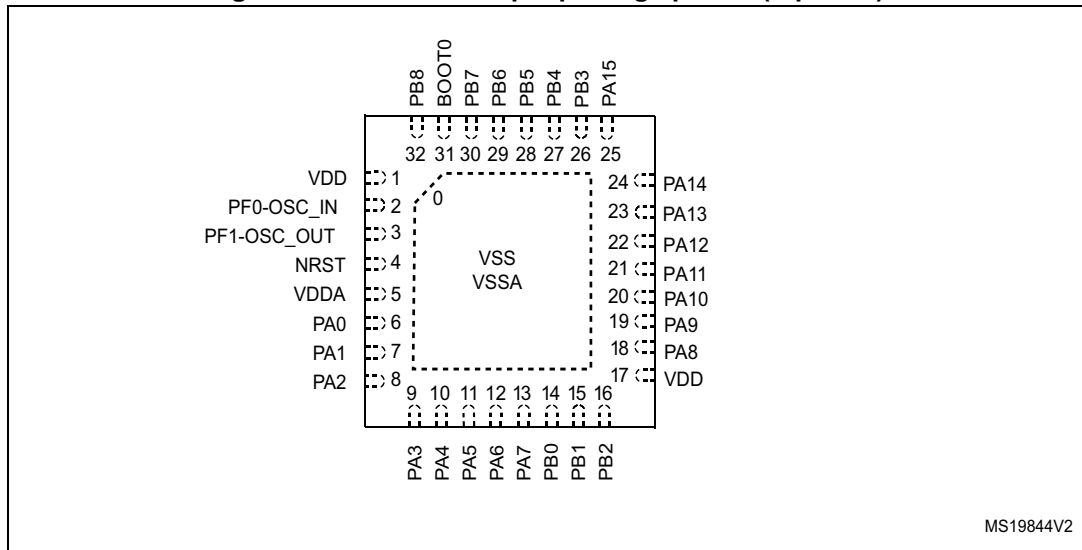 PB8
BOOT0
PB7
PB6
PB5
PB4
PB3
PA15
32 31 30 29 28 27 26 25
VDD 1
PF0-OSC_IN 2
PF1-OSC_OUT 3
NRST 4
VDDA 5
PA0 6
PA1 7
PA2 8
0
VSS
VSSA
24 PA14
23 PA13
22 PA12
21 PA11
20 PA10
19 PA9
18 PA8
17 VDD
9 10 11 12 13 14 15 16
PA3
PA4
PA5
PA6
PA7
PB0
PB1
PB2
MS19844V2